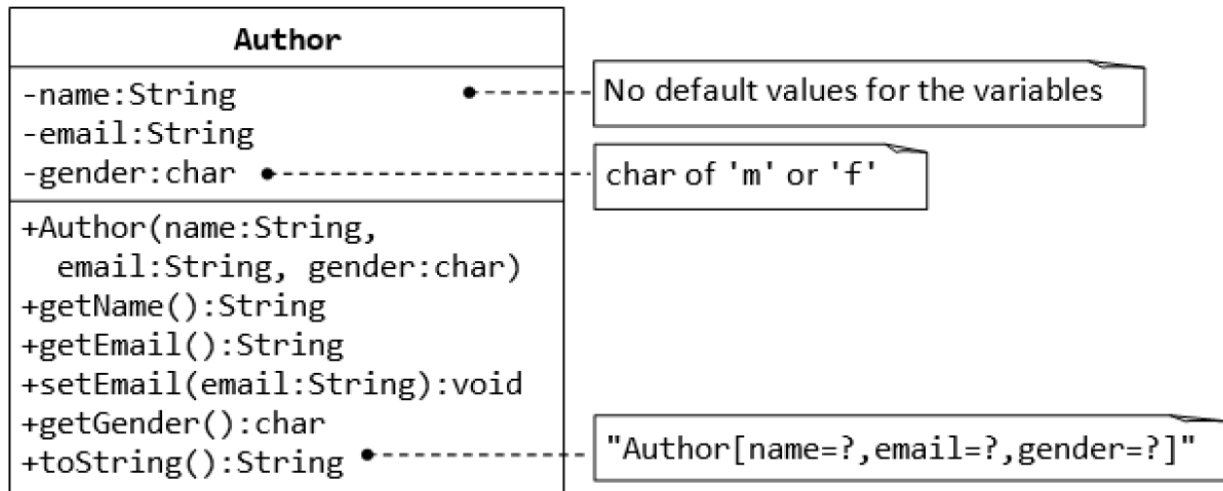 Author
-name:String
No default values for the variables
-email:String
-gender:char
char of 'm' or 'f'
+Author(name:String,
email:String, gender:char)
+getName():String
+getEmail():String
+setEmail(email:String):void
+getGender():char
+toString():String
"Author[name=?,email=?,gender=?]"